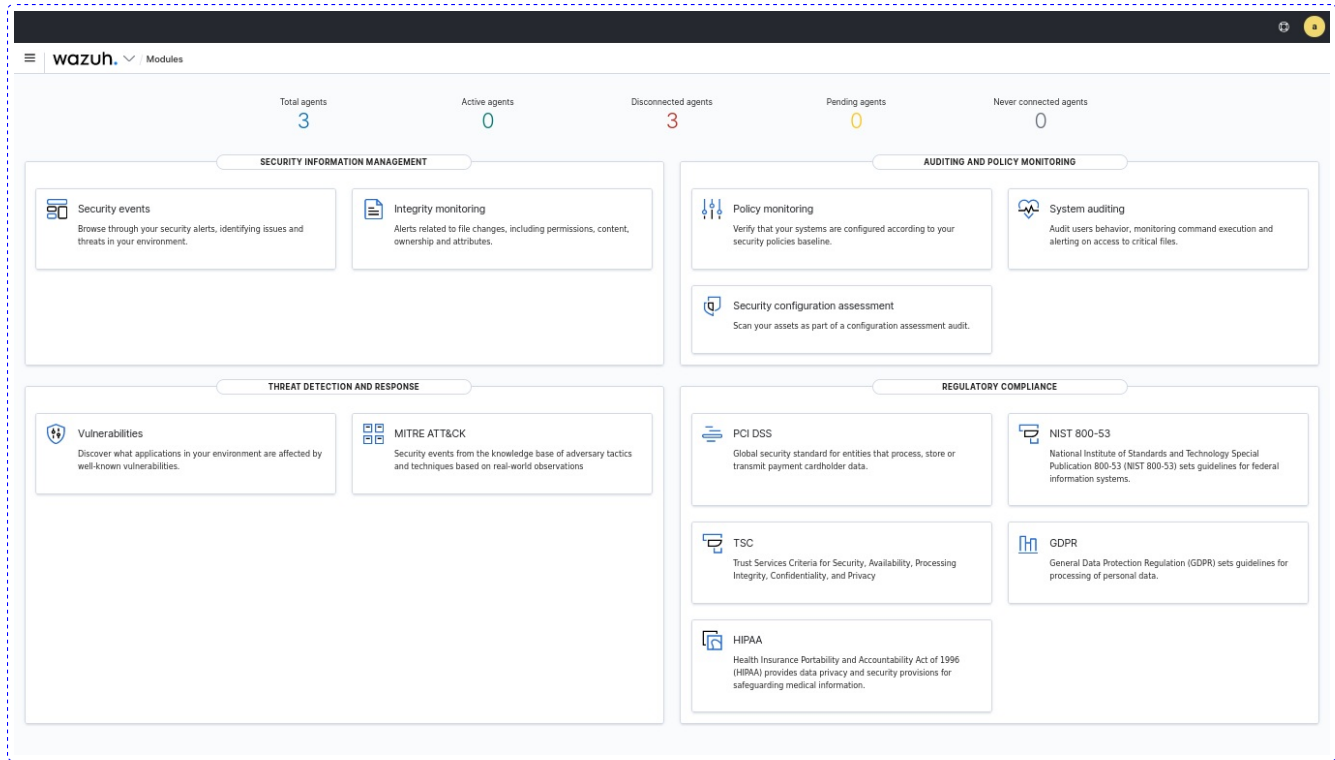 a
wazuh. / Modules
Total agents
3
Active agents
0
Disconnected agents
3
Pending agents
0
Never connected agents
0
SECURITY INFORMATION MANAGEMENT
Security events
Browse through your security alerts, identifying issues and
threats in your environment.
Integrity monitoring
Alerts related to file changes, including permissions, content,
ownership and attributes.
AUDITING AND POLICY MONITORING
Policy monitoring
Verify that your systems are configured according to your
security policies baseline.
System auditing
Audit users behavior, monitoring command execution and
alerting on access to critical files.
Security configuration assessment
Scan your assets as part of a configuration assessment audit.
THREAT DETECTION AND RESPONSE
Vulnerabilities
Discover what applications in your environment are affected by
well-known vulnerabilities.
MITRE ATT&CK
Security events from the knowledge base of adversary tactics
and techniques based on real-world observations
REGULATORY COMPLIANCE
PCI DSS
Global security standard for entities that process, store or
transmit payment cardholder data.
NIST 800-53
National Institute of Standards and Technology Special
Publication 800-53 (NIST 800-53) sets guidelines for federal
information systems.
TSC
Trust Services Criteria for Security, Availability, Processing
Integrity, Confidentiality, and Privacy
GDPR
General Data Protection Regulation (GDPR) sets guidelines for
processing of personal data.
HIPAA
Health Insurance Portability and Accountability Act of 1996
(HIPAA) provides data privacy and security provisions for
safeguarding medical information.